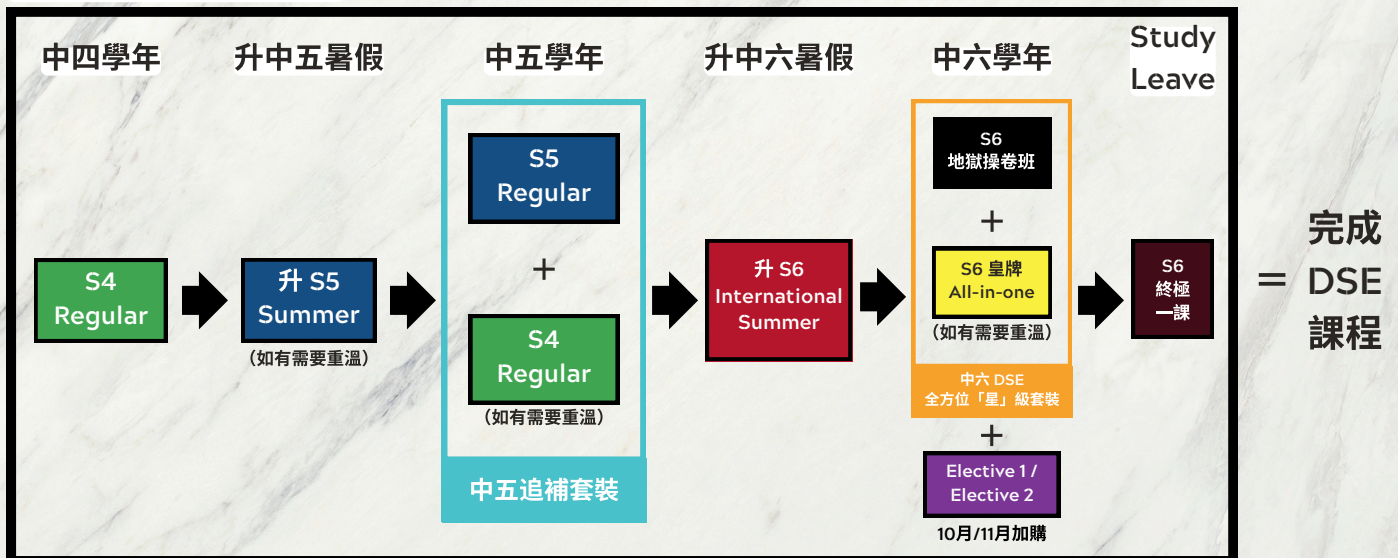 中四學年
升中五暑假
中五學年
升中六暑假
中六學年
Study
Leave
S4
Regular
升 S5
Summer
(如有需要重溫)
S5
Regular
+
S4
Regular
(如有需要重溫)
中五追補套裝
升 S6
International
Summer
S6
地獄操卷班
+
S6 皇牌
All-in-one
(如有需要重溫)
中六 DSE
全方位「星」級套裝
+
Elective 1 /
Elective 2
10月/11月加購
S6
終極
一課
=
完成
DSE
課程